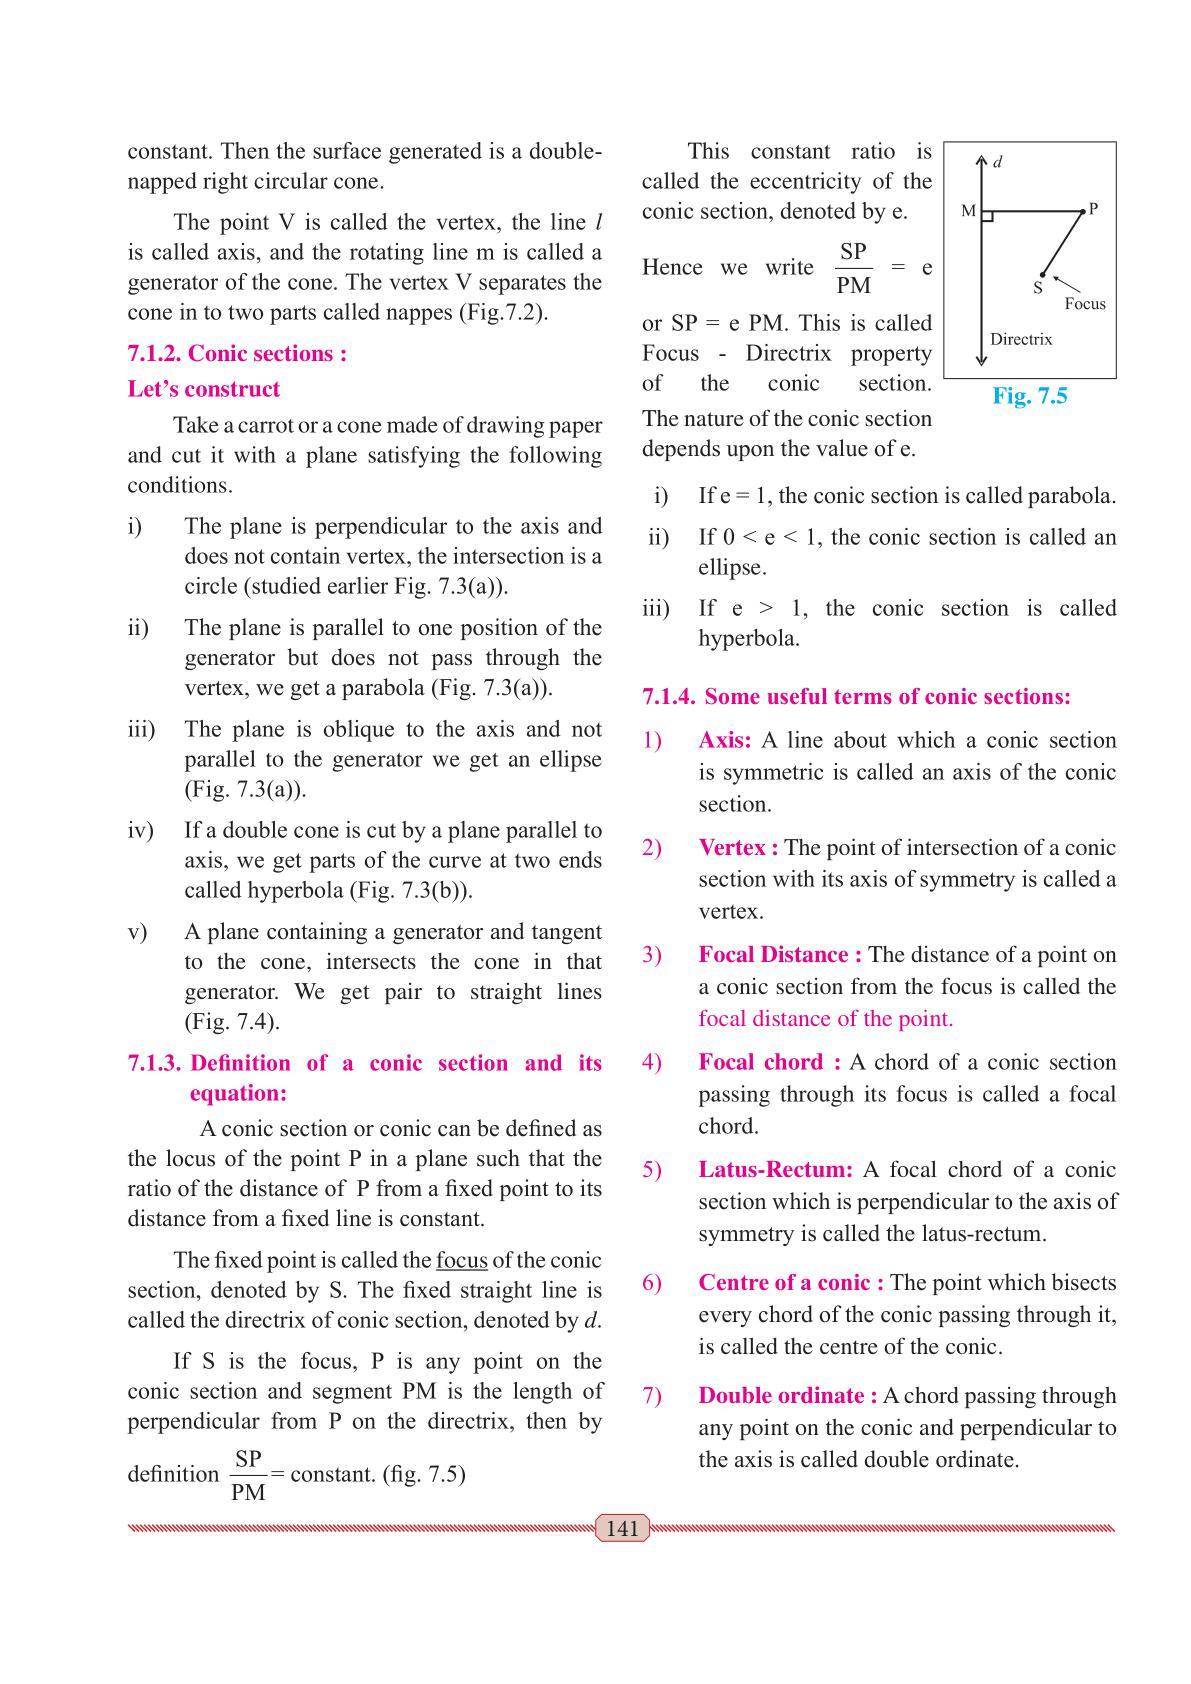 constant. Then the surface generated is a double-
napped right circular cone.
The point V is called the vertex, the line l
is called axis, and the rotating line m is called a
generator of the cone. The vertex V separates the
cone in to two parts called nappes (Fig.7.2).
7.1.2. Conic sections :
Let’s construct
Take a carrot or a cone made of drawing paper
and cut it with a plane satisfying the following
conditions.
i) The plane is perpendicular to the axis and
does not contain vertex, the intersection is a
circle (studied earlier Fig. 7.3(a)).
ii) The plane is parallel to one position of the
generator but does not pass through the
vertex, we get a parabola (Fig. 7.3(a)).
iii) The plane is oblique to the axis and not
parallel to the generator we get an ellipse
(Fig. 7.3(a)).
iv) If a double cone is cut by a plane parallel to
axis, we get parts of the curve at two ends
called hyperbola (Fig. 7.3(b)).
v) A plane containing a generator and tangent
to the cone, intersects the cone in that
generator. We get pair to straight lines
(Fig. 7.4).
7.1.3. Definition of a conic section and its
equation:
A conic section or conic can be defined as
the locus of the point P in a plane such that the
ratio of the distance of P from a fixed point to its
distance from a fixed line is constant.
The fixed point is called the focus of the conic
section, denoted by S. The fixed straight line is
called the directrix of conic section, denoted by d.
If S is the focus, P is any point on the
conic section and segment PM is the length of
perpendicular from P on the directrix, then by
definition SP/PM = constant. (fig. 7.5)
This constant ratio is
called the eccentricity of the
conic section, denoted by e.
Hence we write SP/PM = e
or SP = e PM. This is called
Focus - Directrix property
of the conic section.
The nature of the conic section
depends upon the value of e.
d
M
P
S
Focus
Directrix
Fig. 7.5
i) If e = 1, the conic section is called parabola.
ii) If 0 < e < 1, the conic section is called an
ellipse.
iii) If e > 1, the conic section is called
hyperbola.
7.1.4. Some useful terms of conic sections:
1) Axis: A line about which a conic section
is symmetric is called an axis of the conic
section.
2) Vertex : The point of intersection of a conic
section with its axis of symmetry is called a
vertex.
3) Focal Distance : The distance of a point on
a conic section from the focus is called the
focal distance of the point.
4) Focal chord : A chord of a conic section
passing through its focus is called a focal
chord.
5) Latus-Rectum: A focal chord of a conic
section which is perpendicular to the axis of
symmetry is called the latus-rectum.
6) Centre of a conic : The point which bisects
every chord of the conic passing through it,
is called the centre of the conic.
7) Double ordinate : A chord passing through
any point on the conic and perpendicular to
the axis is called double ordinate.
141